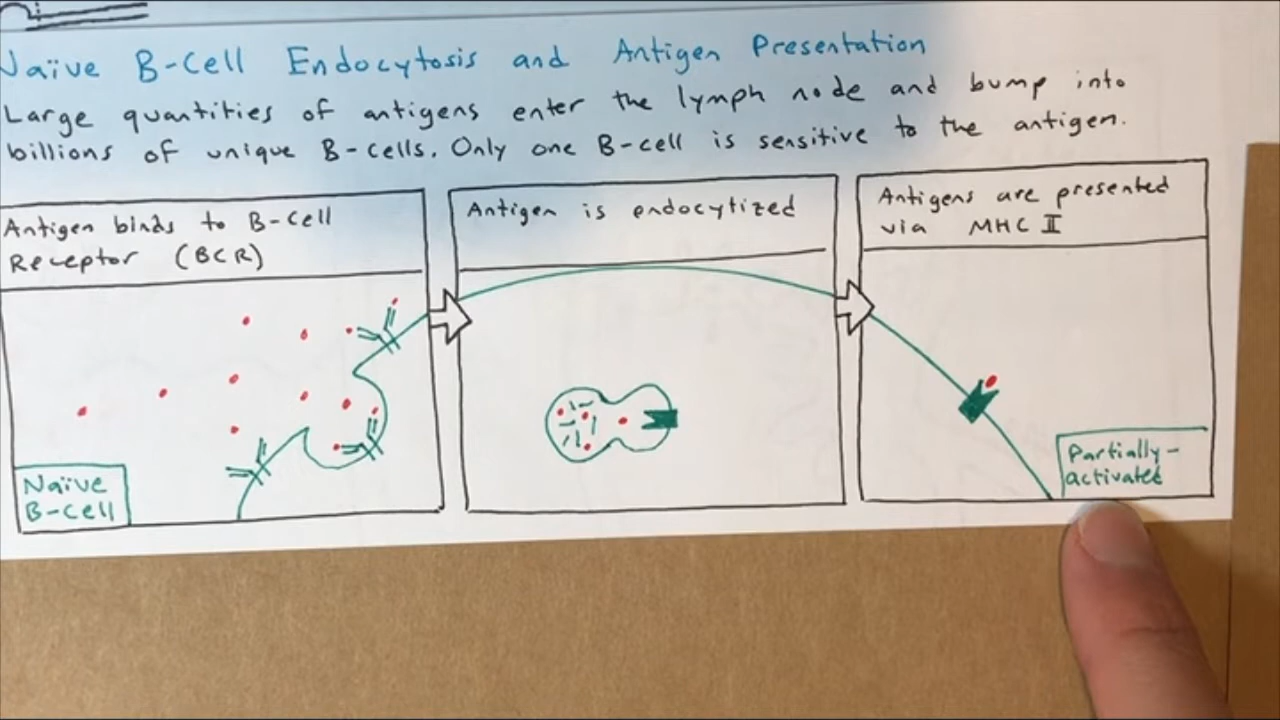 Naïve B-Cell Endocytosis and Antigen Presentation
Large quantities of antigens enter the lymph node and bump into
billions of unique B-cells. Only one B-cell is sensitive to the antigen.
Antigen binds to B-Cell
Receptor (BCR)
Naïve
B-Cell
Antigen is endocytized
Antigens are presented
via MHC II
Partially-
activated